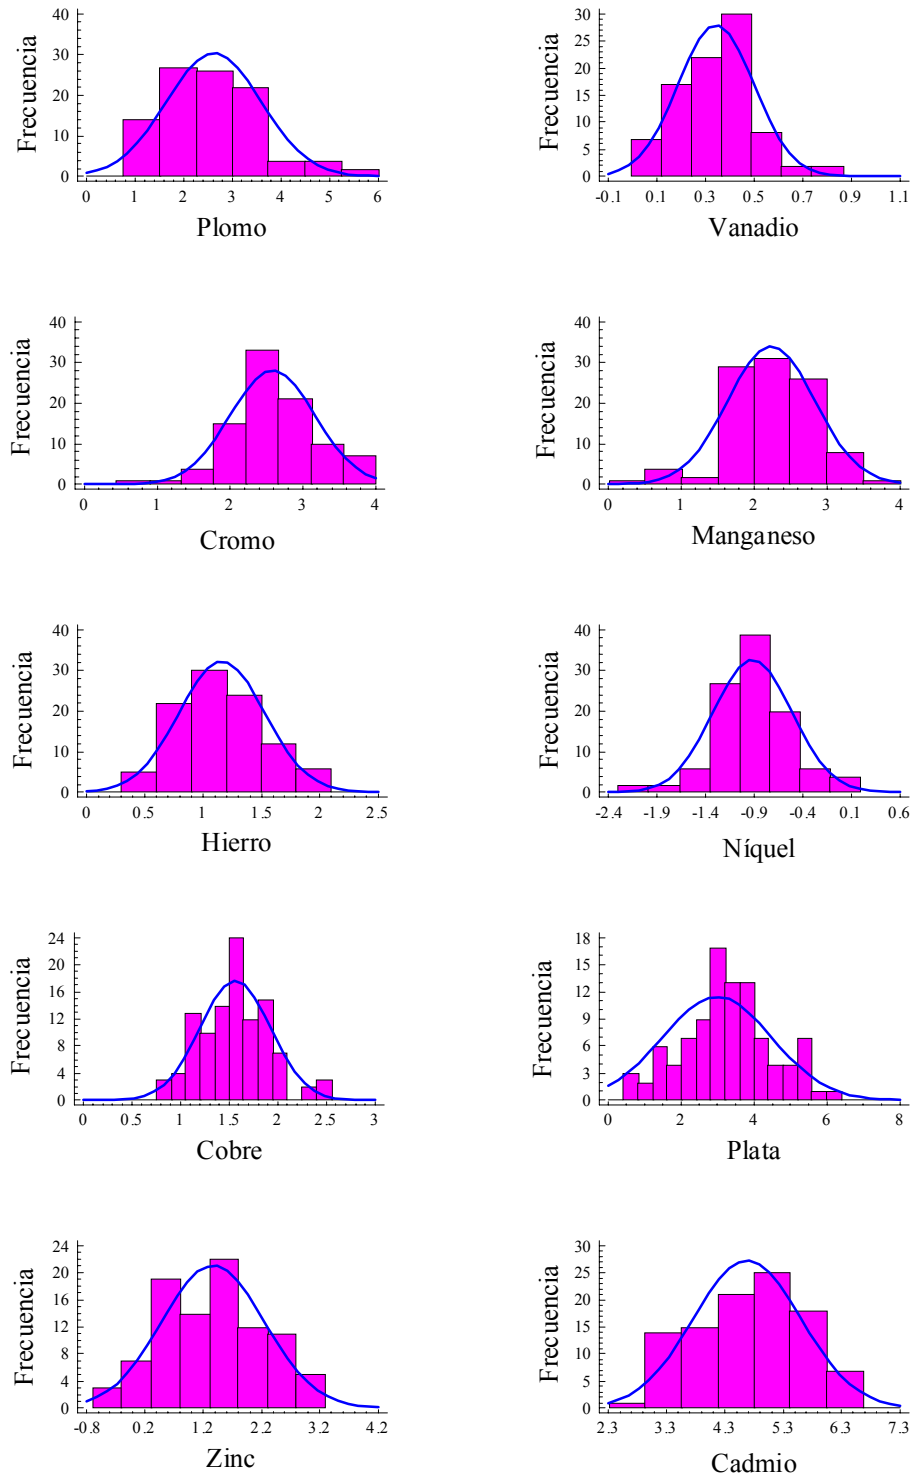 Frecuencia
40
30
20
10
0
0 1 2 3 4 5 6
Plomo
Frecuencia
30
25
20
15
10
5
0
-0.1 0.1 0.3 0.5 0.7 0.9 1.1
Vanadio
Frecuencia
40
30
20
10
0
0 1 2 3 4
Cromo
Frecuencia
40
30
20
10
0
0 1 2 3 4
Manganeso
Frecuencia
40
30
20
10
0
0 0.5 1 1.5 2 2.5
Hierro
Frecuencia
40
30
20
10
0
-2.4 -1.9 -1.4 -0.9 -0.4 0.1 0.6
Níquel
Frecuencia
24
20
16
12
8
4
0
0 0.5 1 1.5 2 2.5 3
Cobre
Frecuencia
18
15
12
9
6
3
0
0 2 4 6 8
Plata
Frecuencia
24
20
16
12
8
4
0
-0.8 0.2 1.2 2.2 3.2 4.2
Zinc
Frecuencia
30
25
20
15
10
5
0
2.3 3.3 4.3 5.3 6.3 7.3
Cadmio